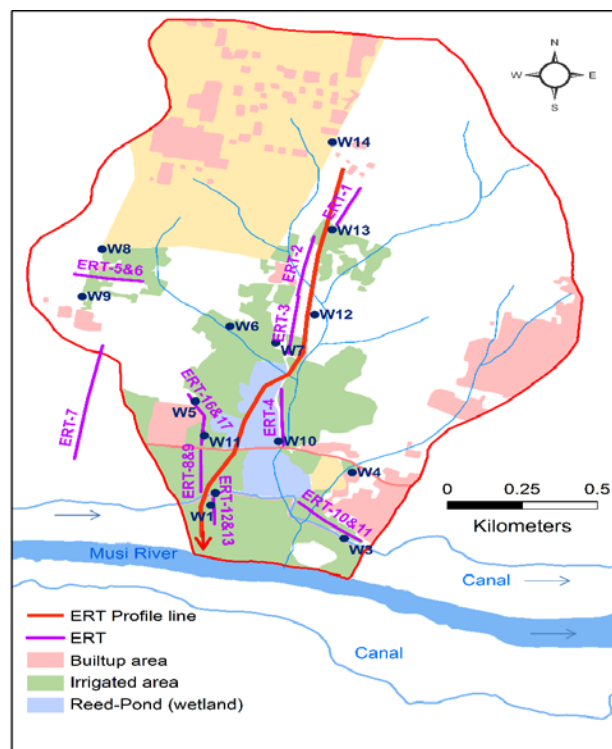 N
W E
S
W14
ERT-1
W13
ERT-2
W8
ERT-5&6
W9
W12
W6
ERT-3
W7
ERT-16&17
W5
ERT-4
ERT-7
W11
W10
ERT-8&9
W4
ERT-12&13
W1
ERT-10&11
W3
0 0.25 0.5
Kilometers
Musi River
Canal
Canal
ERT Profile line
ERT
Builtup area
Irrigated area
Reed-Pond (wetland)